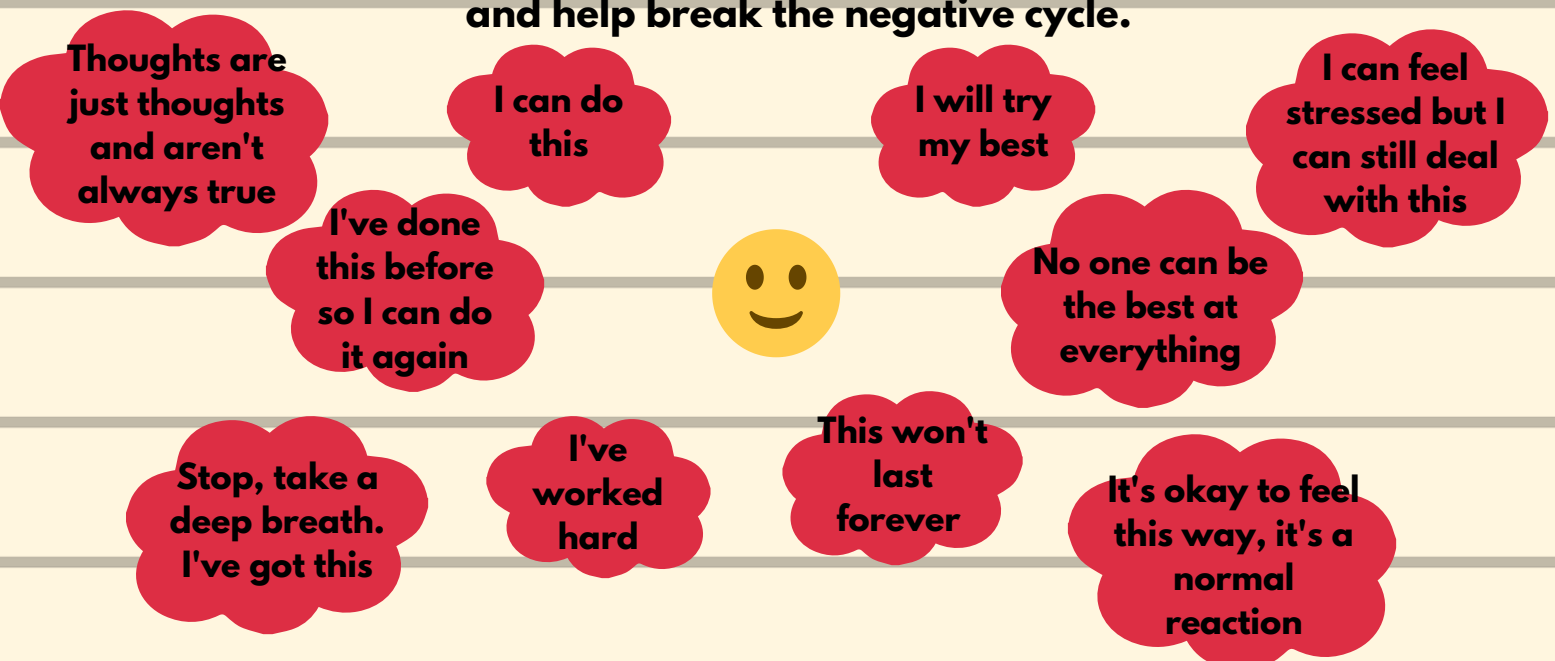 and help break the negative cycle.
Thoughts are
just thoughts
and aren't
always true
I can do
this
I will try
my best
I can feel
stressed but I
can still deal
with this
I've done
this before
so I can do
it again
No one can be
the best at
everything
Stop, take a
deep breath.
I've got this
I've
worked
hard
This won't
last
forever
It's okay to feel
this way, it's a
normal
reaction